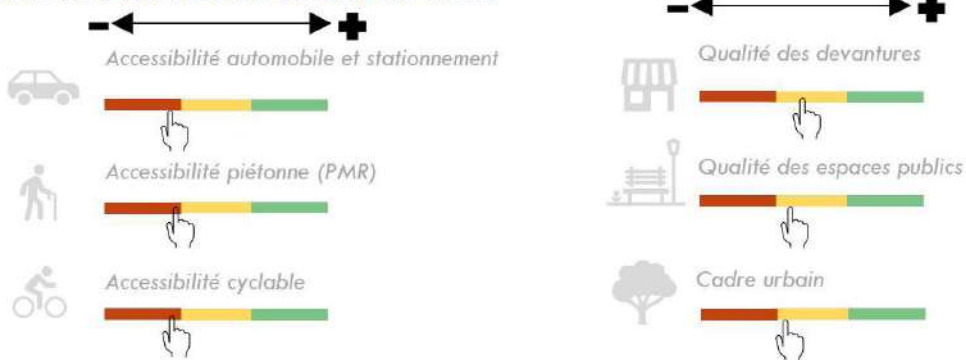 Accessibilité automobile et stationnement
Accessibilité piétonne (PMR)
Accessibilité cyclable
Qualité des devantures
Qualité des espaces publics
Cadre urbain